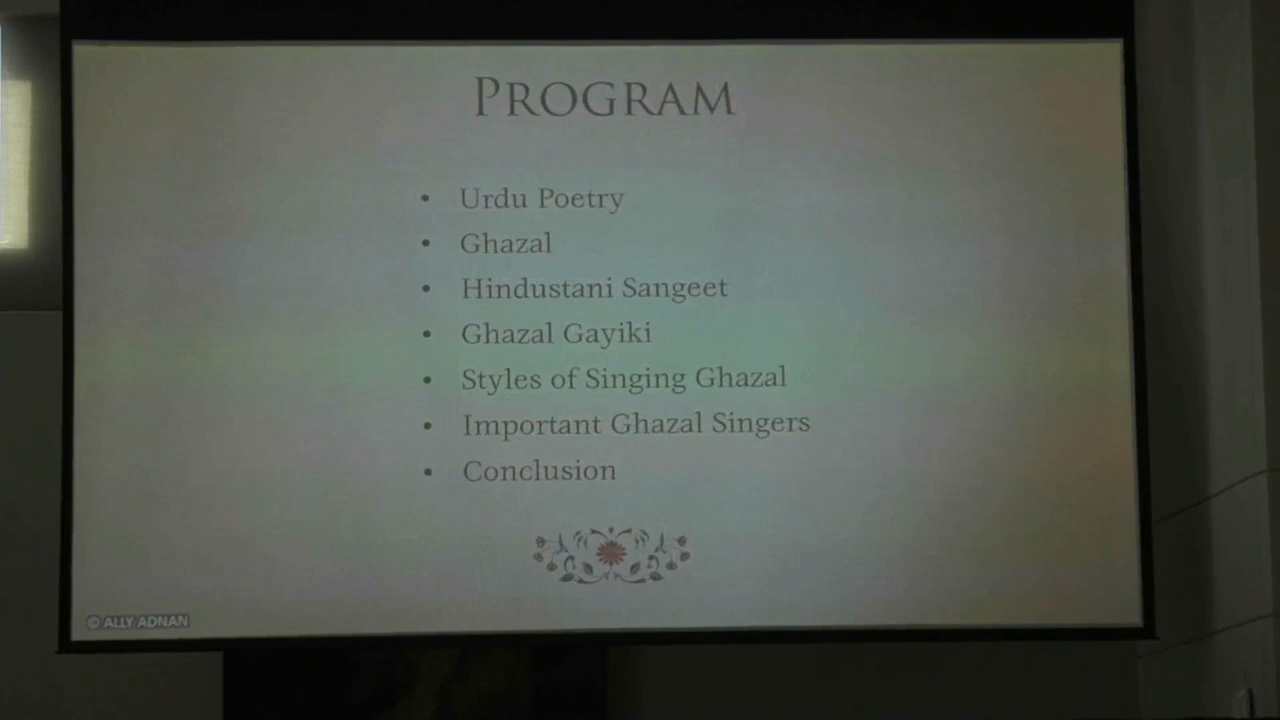 PROGRAM
• Urdu Poetry
• Ghazal
• Hindustani Sangeet
• Ghazal Gayiki
• Styles of Singing Ghazal
• Important Ghazal Singers
• Conclusion
© ALLY ADNAN